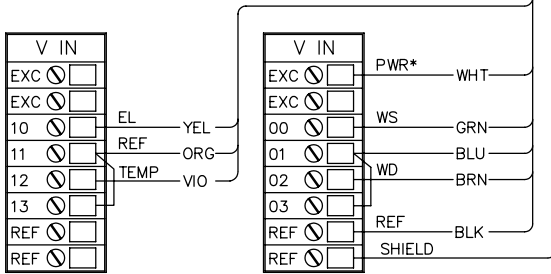 V IN
EXC
EXC
10 EL YEL
11 REF ORG
12 TEMP VIO
13
REF
REF
V IN
EXC PWR* WHT
EXC
00 WS GRN
01 BLU
02 WD BRN
03
REF REF BLK
REF SHIELD